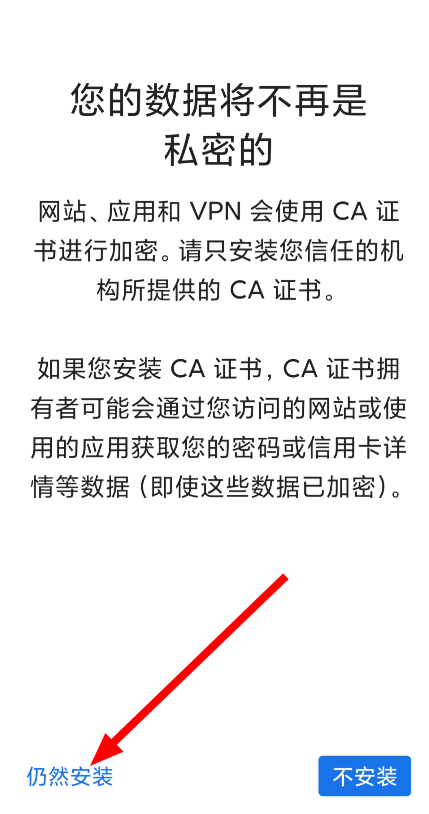 您的数据将不再是
私密的
网站、应用和 VPN 会使用 CA 证
书进行加密。请只安装您信任的机
构所提供的 CA 证书。
如果您安装 CA 证书，CA 证书拥
有者可能会通过您访问的网站或使
用的应用获取您的密码或信用卡详
情等数据（即使这些数据已加密）。
仍然安装
不安装